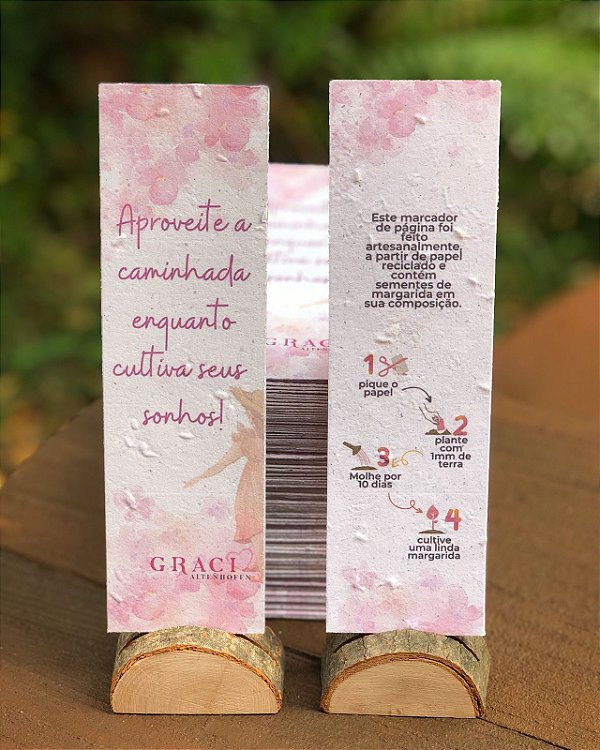 Aproveite a
caminhada
enquanto
cultiva seus
sonhos!
GRACI
ALTENHOFEN
Este marcador
de página foi
feito
artesanalmente,
a partir de papel
reciclado e
contém
sementes de
margarida em
sua composição.
1
pique o
papel
2
plante
com
1mm de
terra
3
Molhe por
10 dias
4
cultive
uma linda
margarida
GRACI
ALTENHOFEN